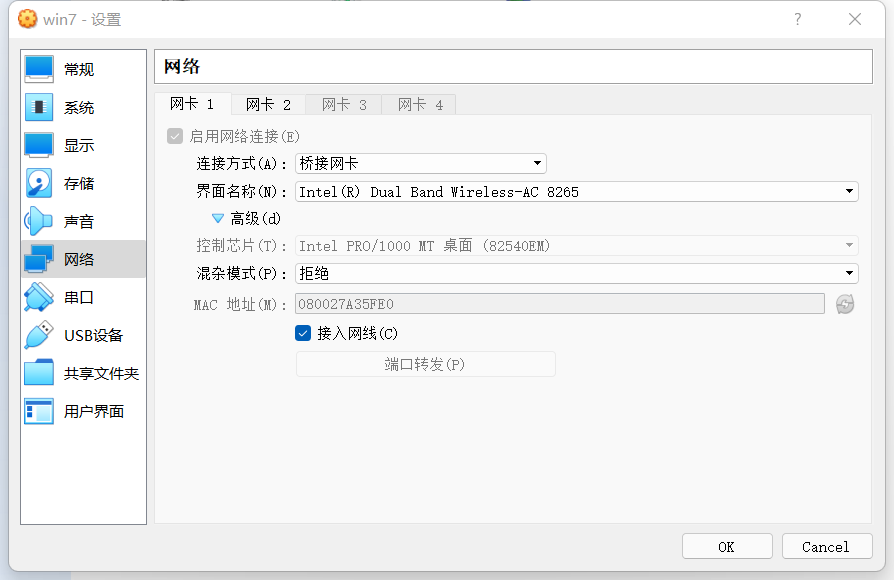 win7 - 设置
?
常规
系统
显示
存储
声音
网络
串口
USB设备
共享文件夹
用户界面
网络
网卡 1 网卡 2 网卡 3 网卡 4
启用网络连接(E)
连接方式(A): 桥接网卡
界面名称(N): Intel(R) Dual Band Wireless-AC 8265
高级(d)
控制芯片(T): Intel PRO/1000 MT 桌面 (82540EM)
混杂模式(P): 拒绝
MAC 地址(M): 080027A35FE0
接入网线(C)
端口转发(P)
OK Cancel